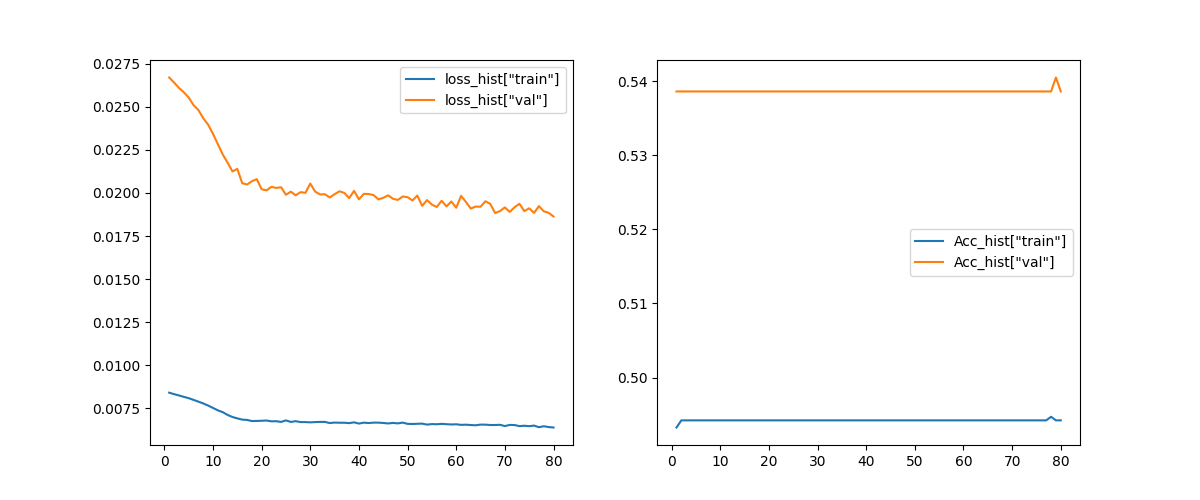 0.0275
0.0250
0.0225
0.0200
0.0175
0.0150
0.0125
0.0100
0.0075
0 10 20 30 40 50 60 70 80
loss_hist["train"]
loss_hist["val"]
0.54
0.53
0.52
0.51
0.50
0 10 20 30 40 50 60 70 80
Acc_hist["train"]
Acc_hist["val"]